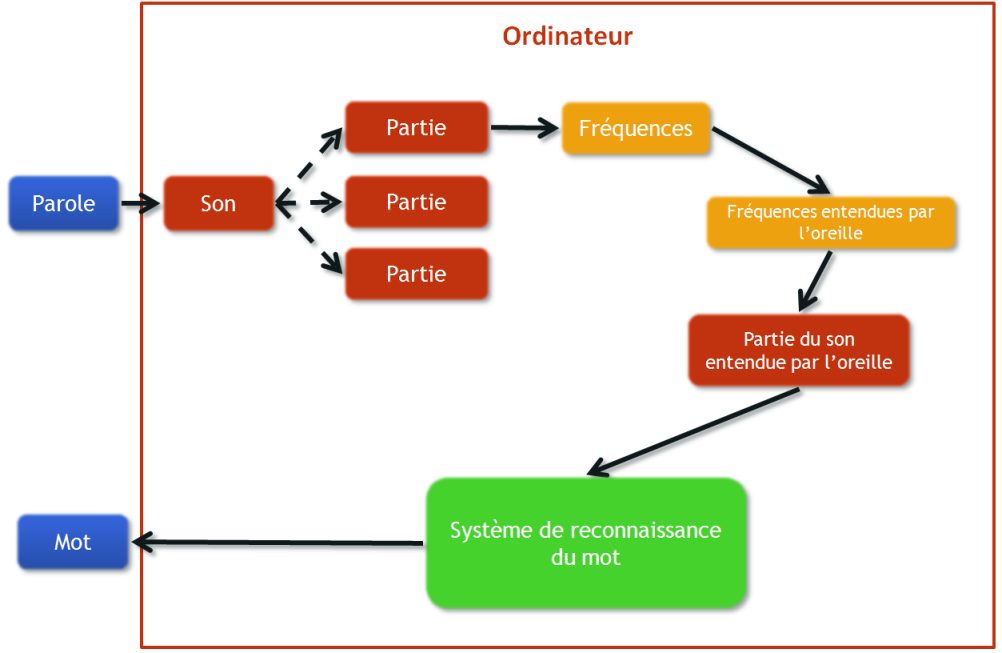 Ordinateur
Partie
Fréquences
Parole
Son
Partie
Fréquences entendues par
l'oreille
Partie
Partie du son
entendue par l'oreille
Système de reconnaissance
du mot
Mot